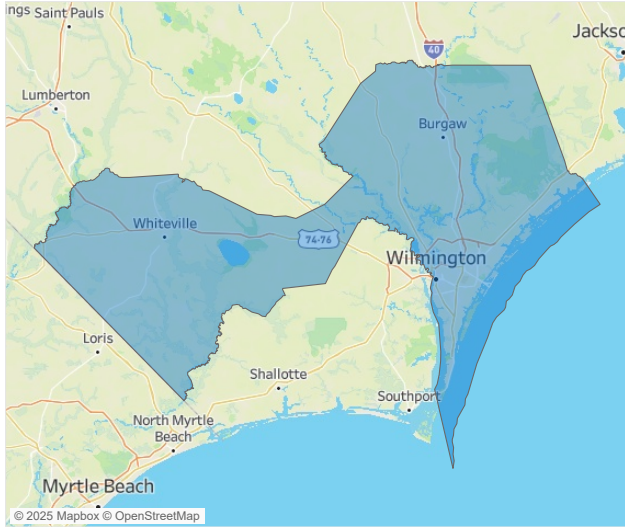 ngs
Saint Pauls
Jackso
40
Lumberton
Burgaw
Whiteville
74-76
Wilmington
Loris
Shallotte
Southport
North Myrtle
Beach
Myrtle Beach
© 2025 Mapbox © OpenStreetMap